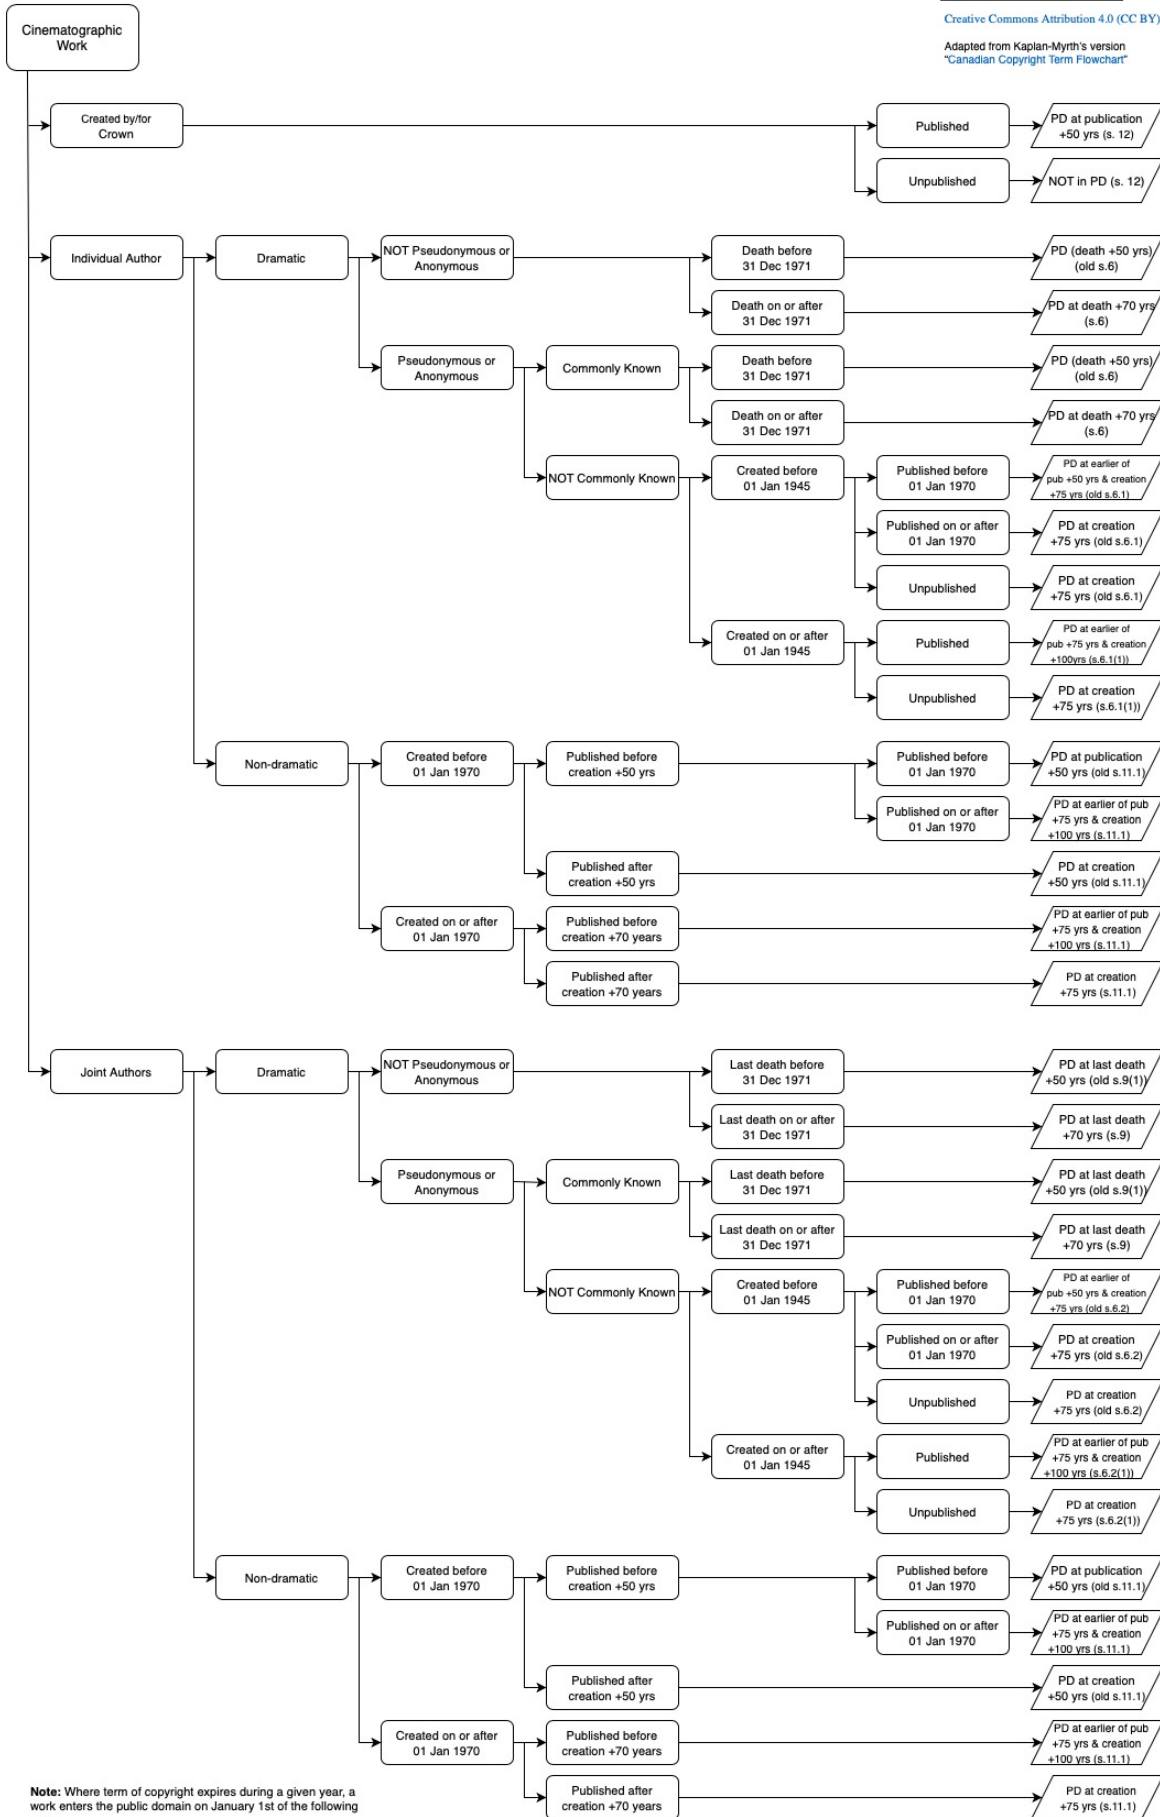 Cinematographic
Work
Creative Commons Attribution 4.0 (CC BY)
Adapted from Kaplan-Myrth's version
"Canadian Copyright Term Flowchart"
Created by/for
Crown
Published
PD at publication
+50 yrs (s. 12)
Unpublished
NOT in PD (s. 12)
Individual Author
Dramatic
NOT Pseudonymous or
Anonymous
Death before
31 Dec 1971
PD (death +50 yrs)
(old s.6)
Death on or after
31 Dec 1971
PD at death +70 yrs
(s.6)
Pseudonymous or
Anonymous
Commonly Known
Death before
31 Dec 1971
PD (death +50 yrs)
(old s.6)
Death on or after
31 Dec 1971
PD at death +70 yrs
(s.6)
NOT Commonly Known
Created before
01 Jan 1945
Published before
01 Jan 1970
PD at earlier of
pub +50 yrs & creation
+75 yrs (old s.6.1)
Published on or after
01 Jan 1970
PD at creation
+75 yrs (old s.6.1)
Unpublished
PD at creation
+75 yrs (old s.6.1)
Created on or after
01 Jan 1945
Published
PD at earlier of
pub +75 yrs & creation
+100yrs (s.6.1(1))
Unpublished
PD at creation
+75 yrs (s.6.1(1))
Non-dramatic
Created before
01 Jan 1970
Published before
creation +50 yrs
Published before
01 Jan 1970
PD at publication
+50 yrs (old s.11.1)
Published on or after
01 Jan 1970
PD at earlier of pub
+75 yrs & creation
+100 yrs (s.11.1)
Published after
creation +50 yrs
PD at creation
+50 yrs (old s.11.1)
Created on or after
01 Jan 1970
Published before
creation +70 years
PD at earlier of pub
+75 yrs & creation
+100 yrs (s.11.1)
Published after
creation +70 years
PD at creation
+75 yrs (s.11.1)
Joint Authors
Dramatic
NOT Pseudonymous or
Anonymous
Last death before
31 Dec 1971
PD at last death
+50 yrs (old s.9(1))
Last death on or after
31 Dec 1971
PD at last death
+70 yrs (s.9)
Pseudonymous or
Anonymous
Commonly Known
Last death before
31 Dec 1971
PD at last death
+50 yrs (old s.9(1))
Last death on or after
31 Dec 1971
PD at last death
+70 yrs (s.9)
NOT Commonly Known
Created before
01 Jan 1945
Published before
01 Jan 1970
PD at earlier of
pub +50 yrs & creation
+75 yrs (old s.6.2)
Published on or after
01 Jan 1970
PD at creation
+75 yrs (old s.6.2)
Unpublished
PD at creation
+75 yrs (old s.6.2)
Created on or after
01 Jan 1945
Published
PD at earlier of pub
+75 yrs & creation
+100 yrs (s.6.2(1))
Unpublished
PD at creation
+75 yrs (s.6.2(1))
Non-dramatic
Created before
01 Jan 1970
Published before
creation +50 yrs
Published before
01 Jan 1970
PD at publication
+50 yrs (old s.11.1)
Published on or after
01 Jan 1970
PD at earlier of pub
+75 yrs & creation
+100 yrs (s.11.1)
Published after
creation +50 yrs
PD at creation
+50 yrs (old s.11.1)
Created on or after
01 Jan 1970
Published before
creation +70 years
PD at earlier of pub
+75 yrs & creation
+100 yrs (s.11.1)
Published after
creation +70 years
PD at creation
+75 yrs (s.11.1)
Note: Where term of copyright expires during a given year, a
work enters the public domain on January 1st of the following